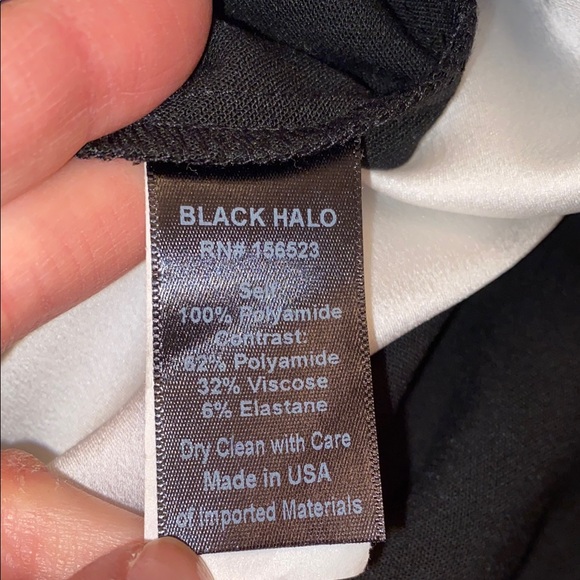 BLACK HALO
RN# 156523
Self:
100% Polyamide
Contrast:
62% Polyamide
32% Viscose
6% Elastane
Dry Clean with Care
Made in USA
of Imported Materials